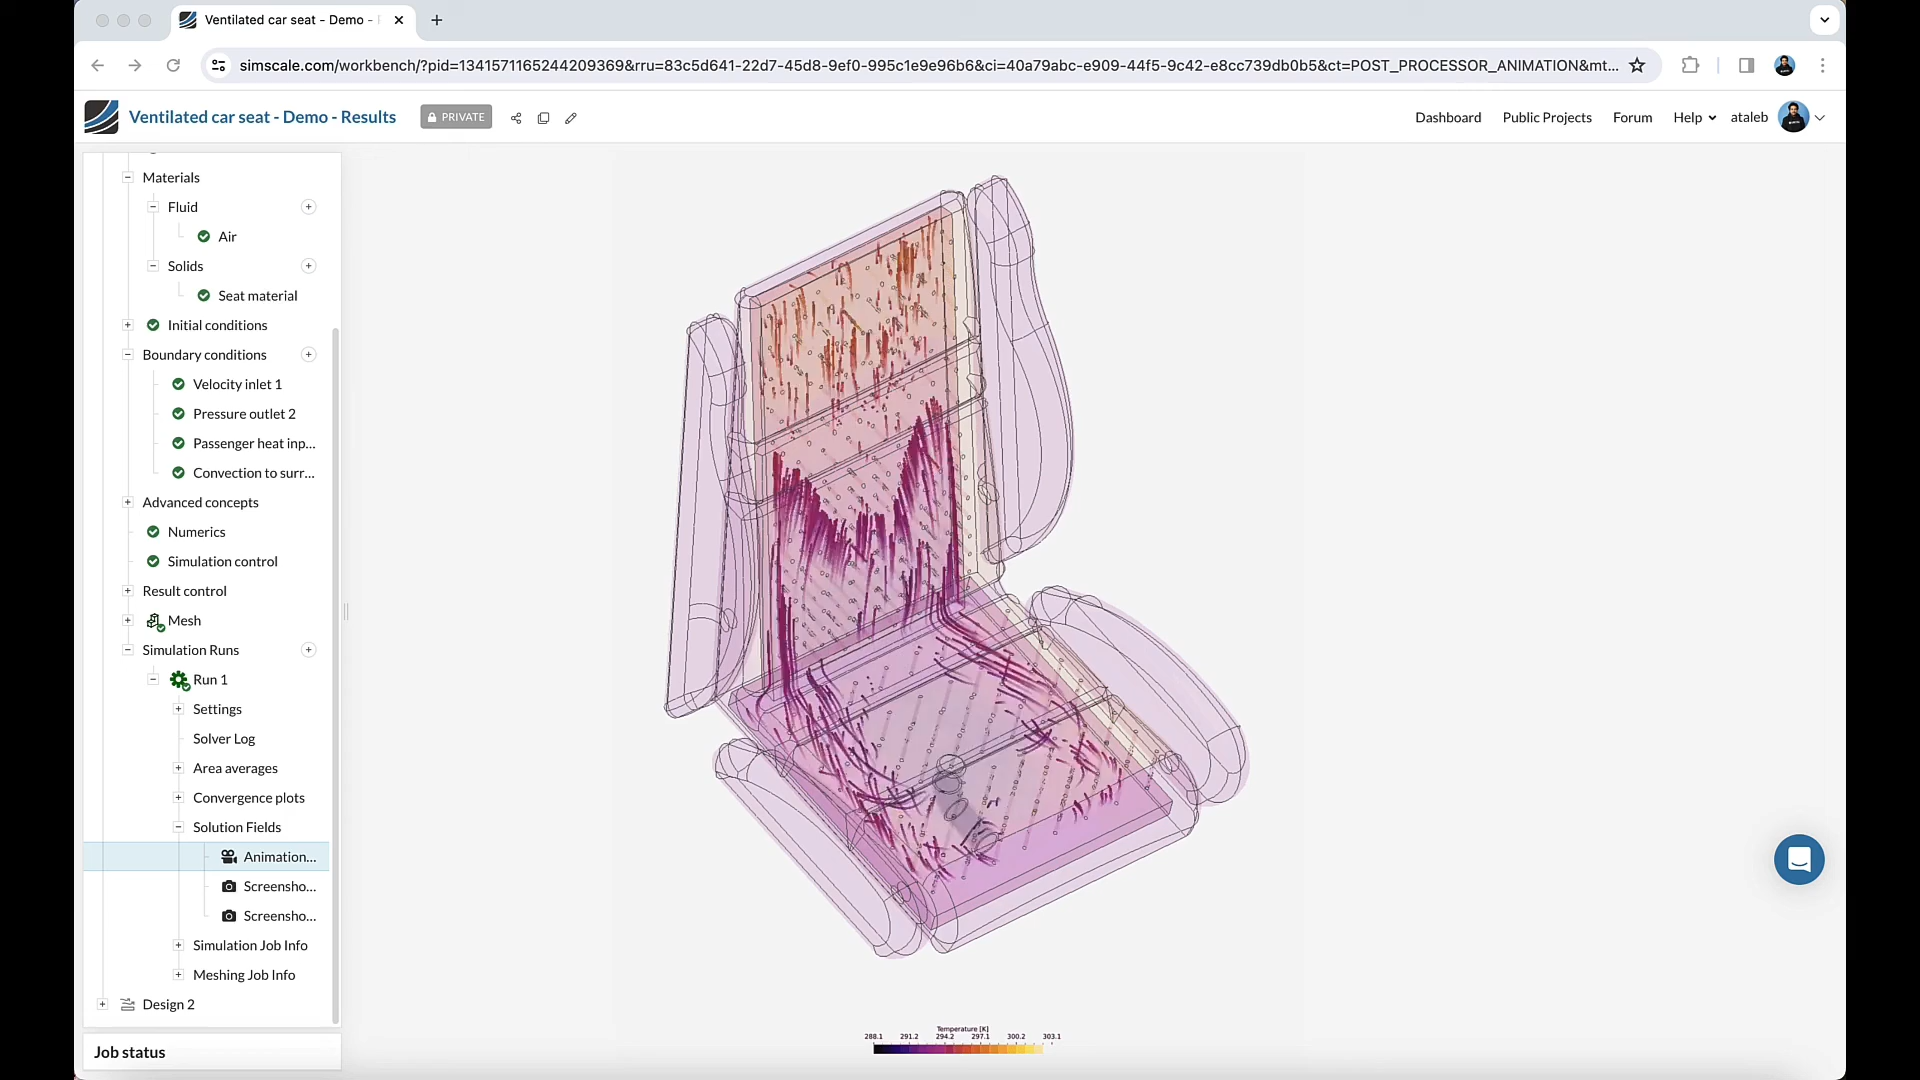 Ventilated car seat - Demo -
simscale.com/workbench/?pid=1341571165244209369&rru=83c5d641-22d7-45d8-9ef0-995c1e9e96b6&ci=40a79abc-e909-44f5-9c42-e8cc739db0b5&ct=POST_PROCESSOR_ANIMATION&mt...
Ventilated car seat - Demo - Results
PRIVATE
Dashboard Public Projects Forum Help ataleb
Materials
Fluid
Air
Solids
Seat material
Initial conditions
Boundary conditions
Velocity inlet 1
Pressure outlet 2
Passenger heat inp...
Convection to surr...
Advanced concepts
Numerics
Simulation control
Result control
Mesh
Simulation Runs
Run 1
Settings
Solver Log
Area averages
Convergence plots
Solution Fields
Animation...
Screensho...
Screensho...
Simulation Job Info
Meshing Job Info
Design 2
Job status
Temperature [K]
288.1 291.2 294.2 297.1 300.2 303.1